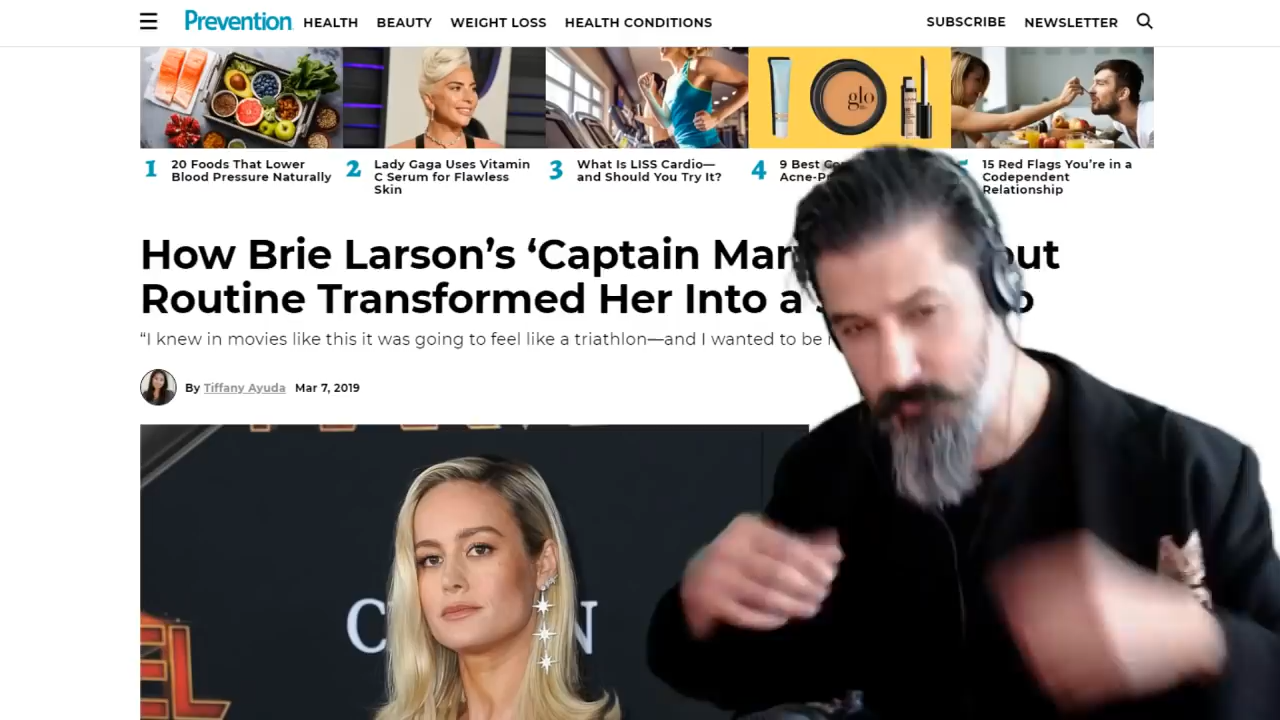 Prevention HEALTH BEAUTY WEIGHT LOSS HEALTH CONDITIONS SUBSCRIBE NEWSLETTER
glo
1 20 Foods That Lower
Blood Pressure Naturally
2 Lady Gaga Uses Vitamin
C Serum for Flawless
Skin
3 What Is LISS Cardio—
and Should You Try It?
4 9 Best
15 Red Flags You’re in a
Codependent
Relationship
How Brie Larson’s ‘Captain
Routine Transformed Her Into a
“I knew in movies like this it was going to feel like a triathlon—and I wanted to be
By Tiffany Ayuda Mar 7, 2019